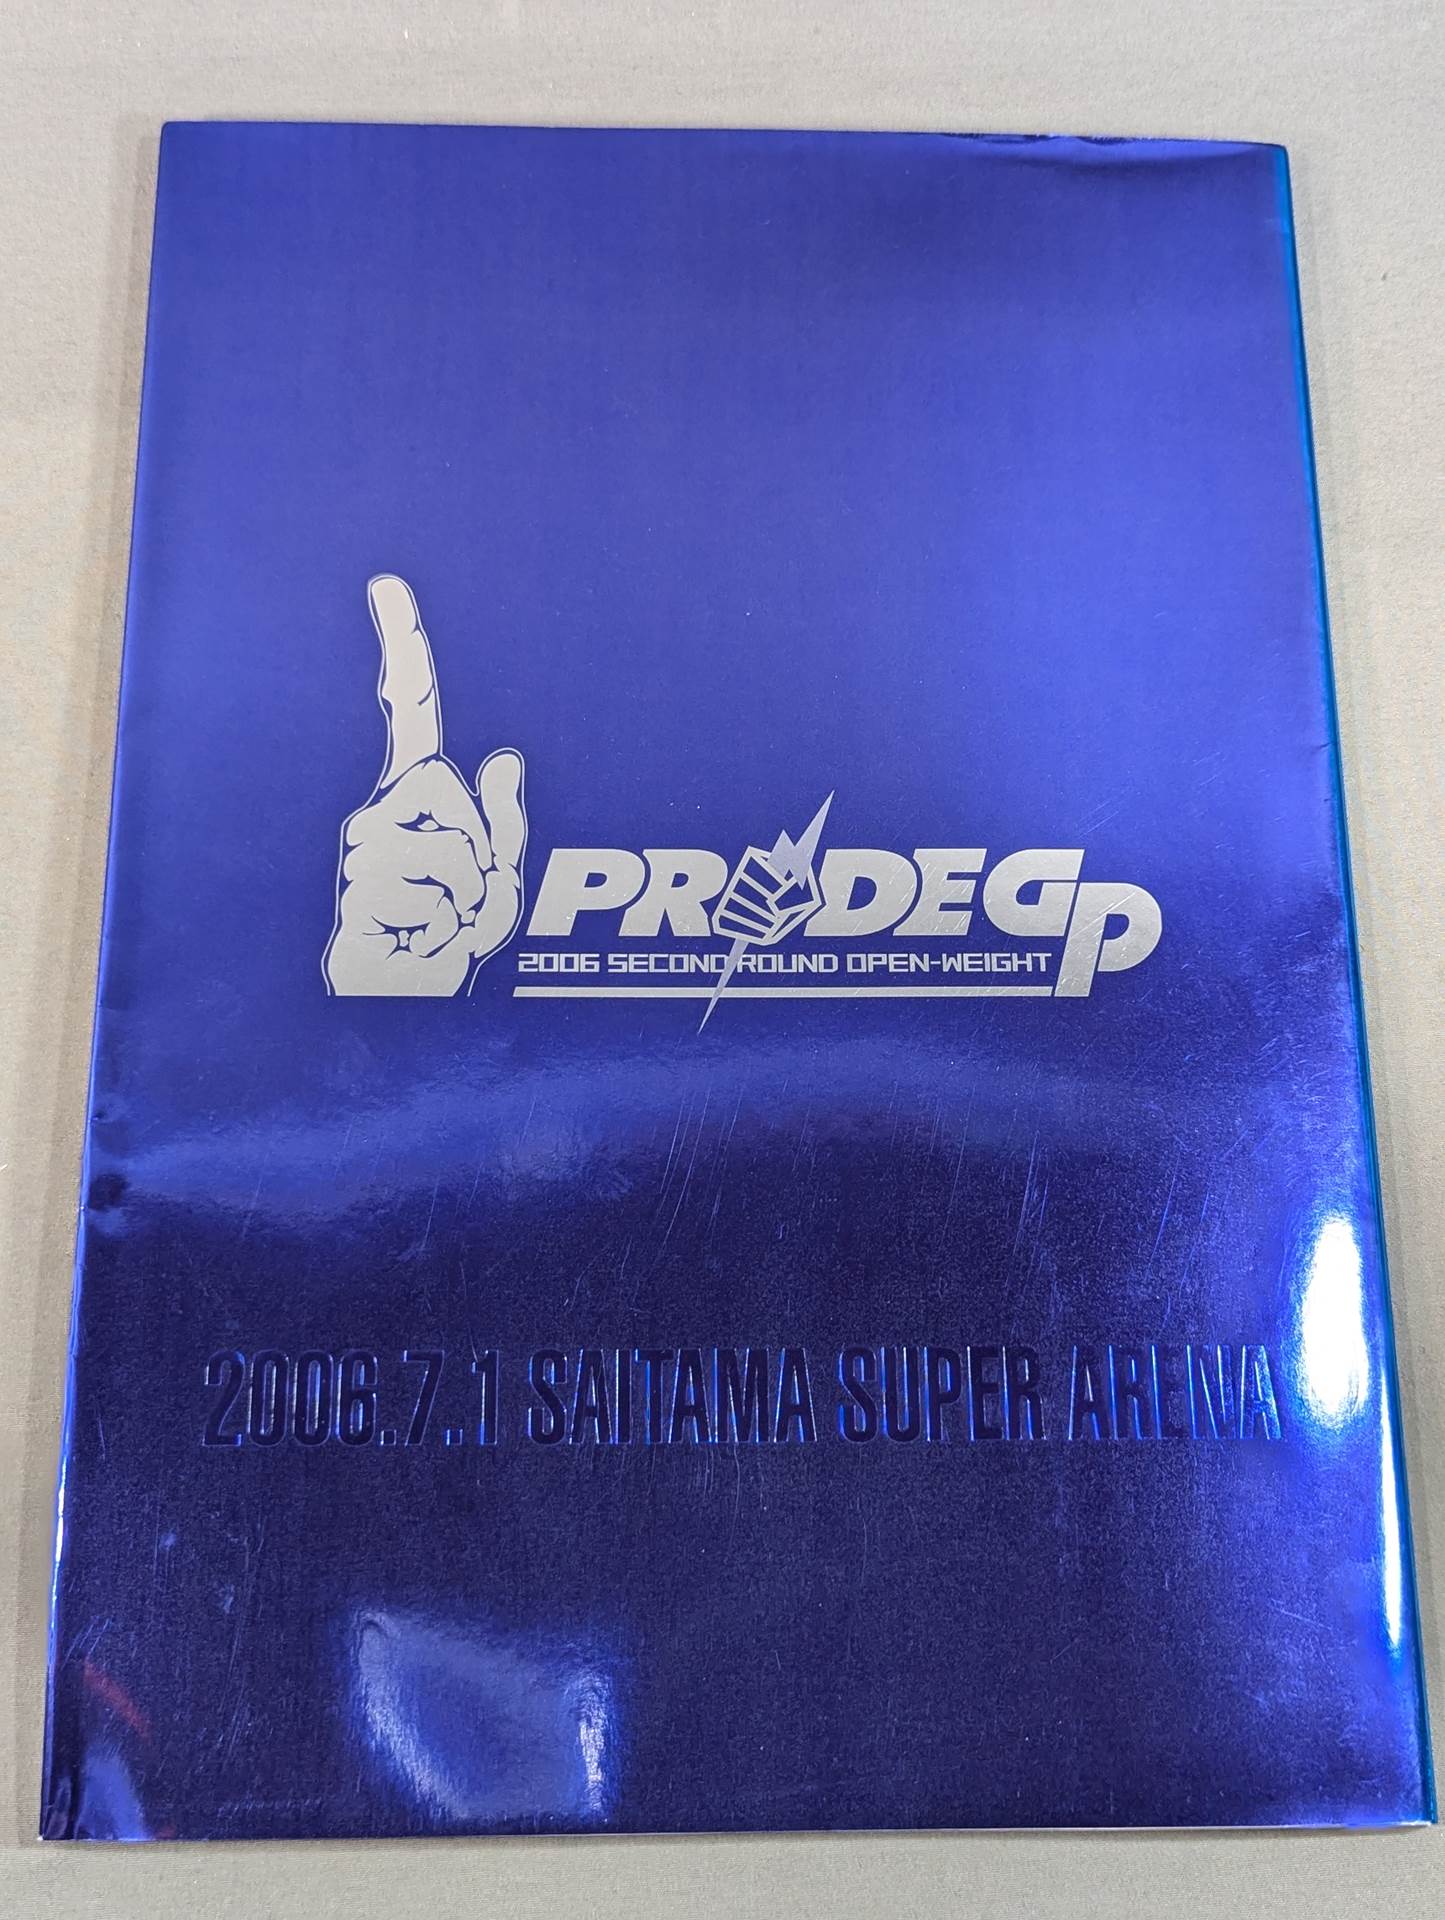 PRIDE GP
2006 SECOND ROUND OPEN-WEIGHT
2006.7.1 SAITAMA SUPER ARENA